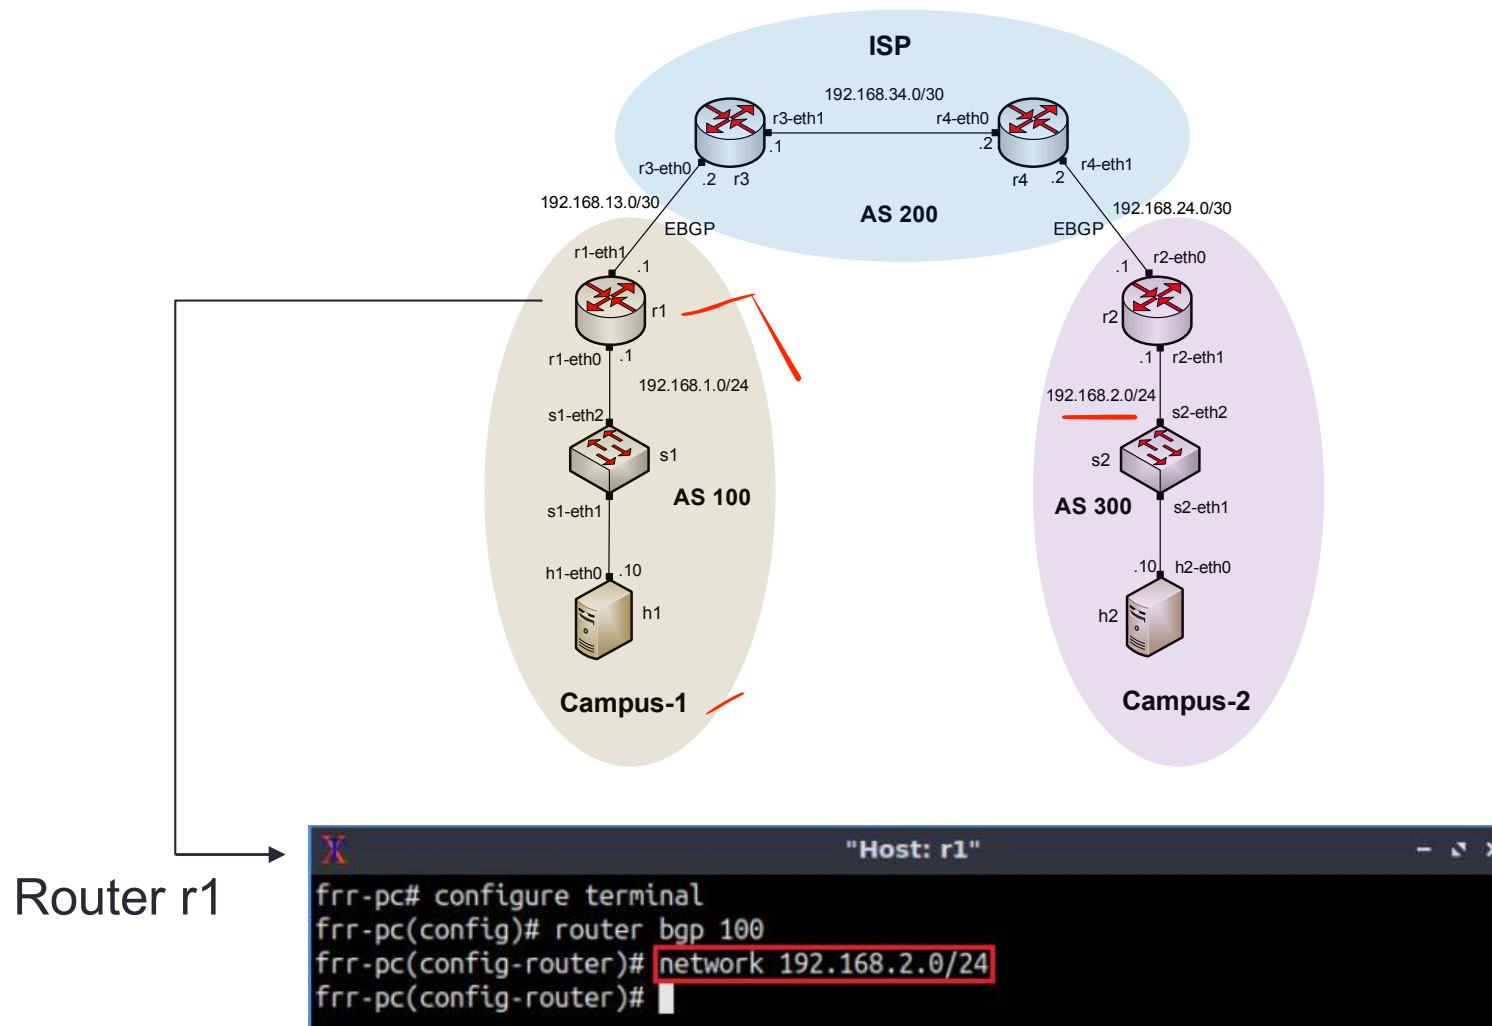 ISP
192.168.34.0/30
r3-eth1
r4-eth0
.1
.2
r3-eth0
.2
r3
r4
.2
r4-eth1
192.168.13.0/30
AS 200
192.168.24.0/30
EBGP
EBGP
r1-eth1
.1
.1
r2-eth0
r1
r2
r1-eth0
.1
.1
r2-eth1
192.168.1.0/24
192.168.2.0/24
s1-eth2
s2-eth2
s1
s2
AS 100
AS 300
s1-eth1
s2-eth1
h1-eth0
.10
.10
h2-eth0
h1
h2
Campus-1
Campus-2
Router r1
"Host: r1"
frr-pc# configure terminal
frr-pc(config)# router bgp 100
frr-pc(config-router)# network 192.168.2.0/24
frr-pc(config-router)#